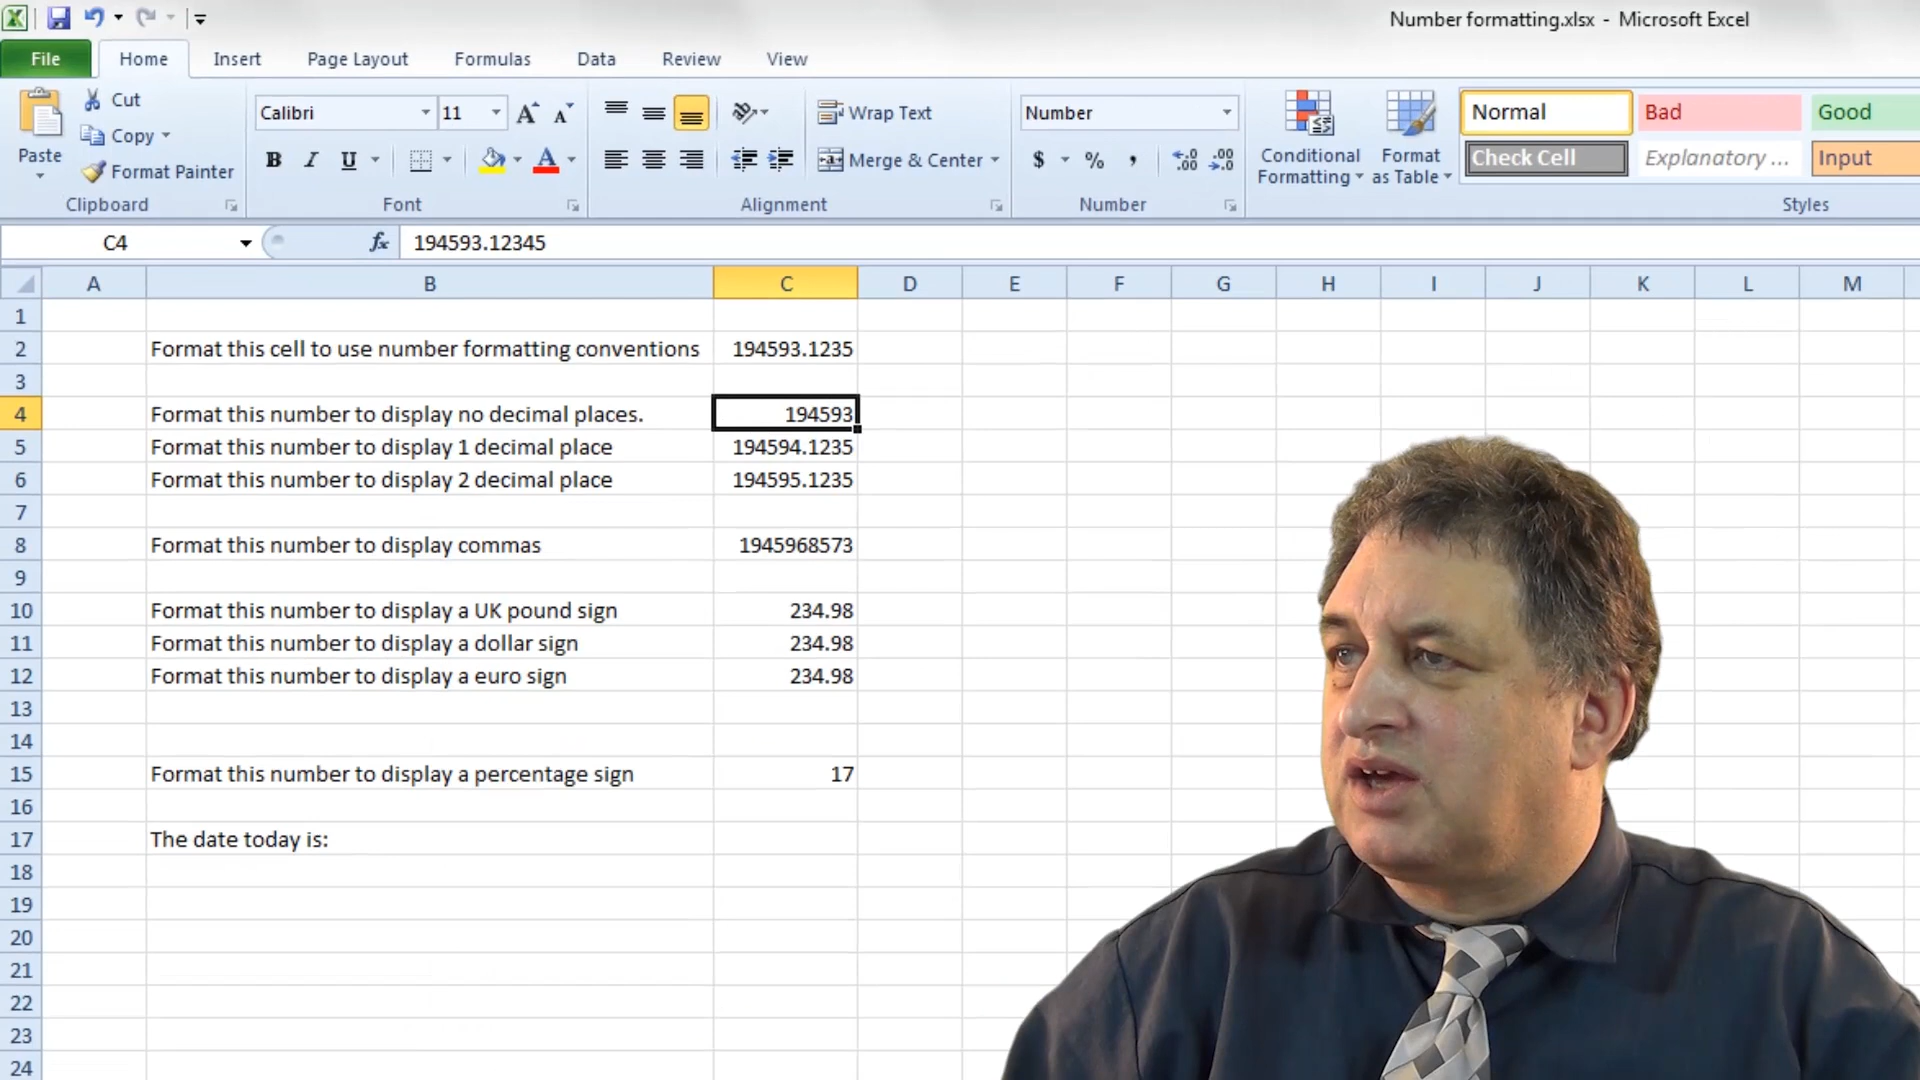 Number formatting.xlsx - Microsoft Excel
File Home Insert Page Layout Formulas Data Review View
Paste
Cut
Copy
Format Painter
Clipboard
Calibri 11
B I U A
Font
Wrap Text
Merge & Center
Alignment
Number
$ % ,
Number
Conditional Formatting
Format as Table
Normal Bad Good
Check Cell Explanatory ... Input
Styles
C4 fx 194593.12345
A B C D E F G H I J K L M
1
2 Format this cell to use number formatting conventions 194593.1235
3
4 Format this number to display no decimal places. 194593
5 Format this number to display 1 decimal place 194594.1235
6 Format this number to display 2 decimal place 194595.1235
7
8 Format this number to display commas 1945968573
9
10 Format this number to display a UK pound sign 234.98
11 Format this number to display a dollar sign 234.98
12 Format this number to display a euro sign 234.98
13
14
15 Format this number to display a percentage sign 17
16
17 The date today is:
18
19
20
21
22
23
24